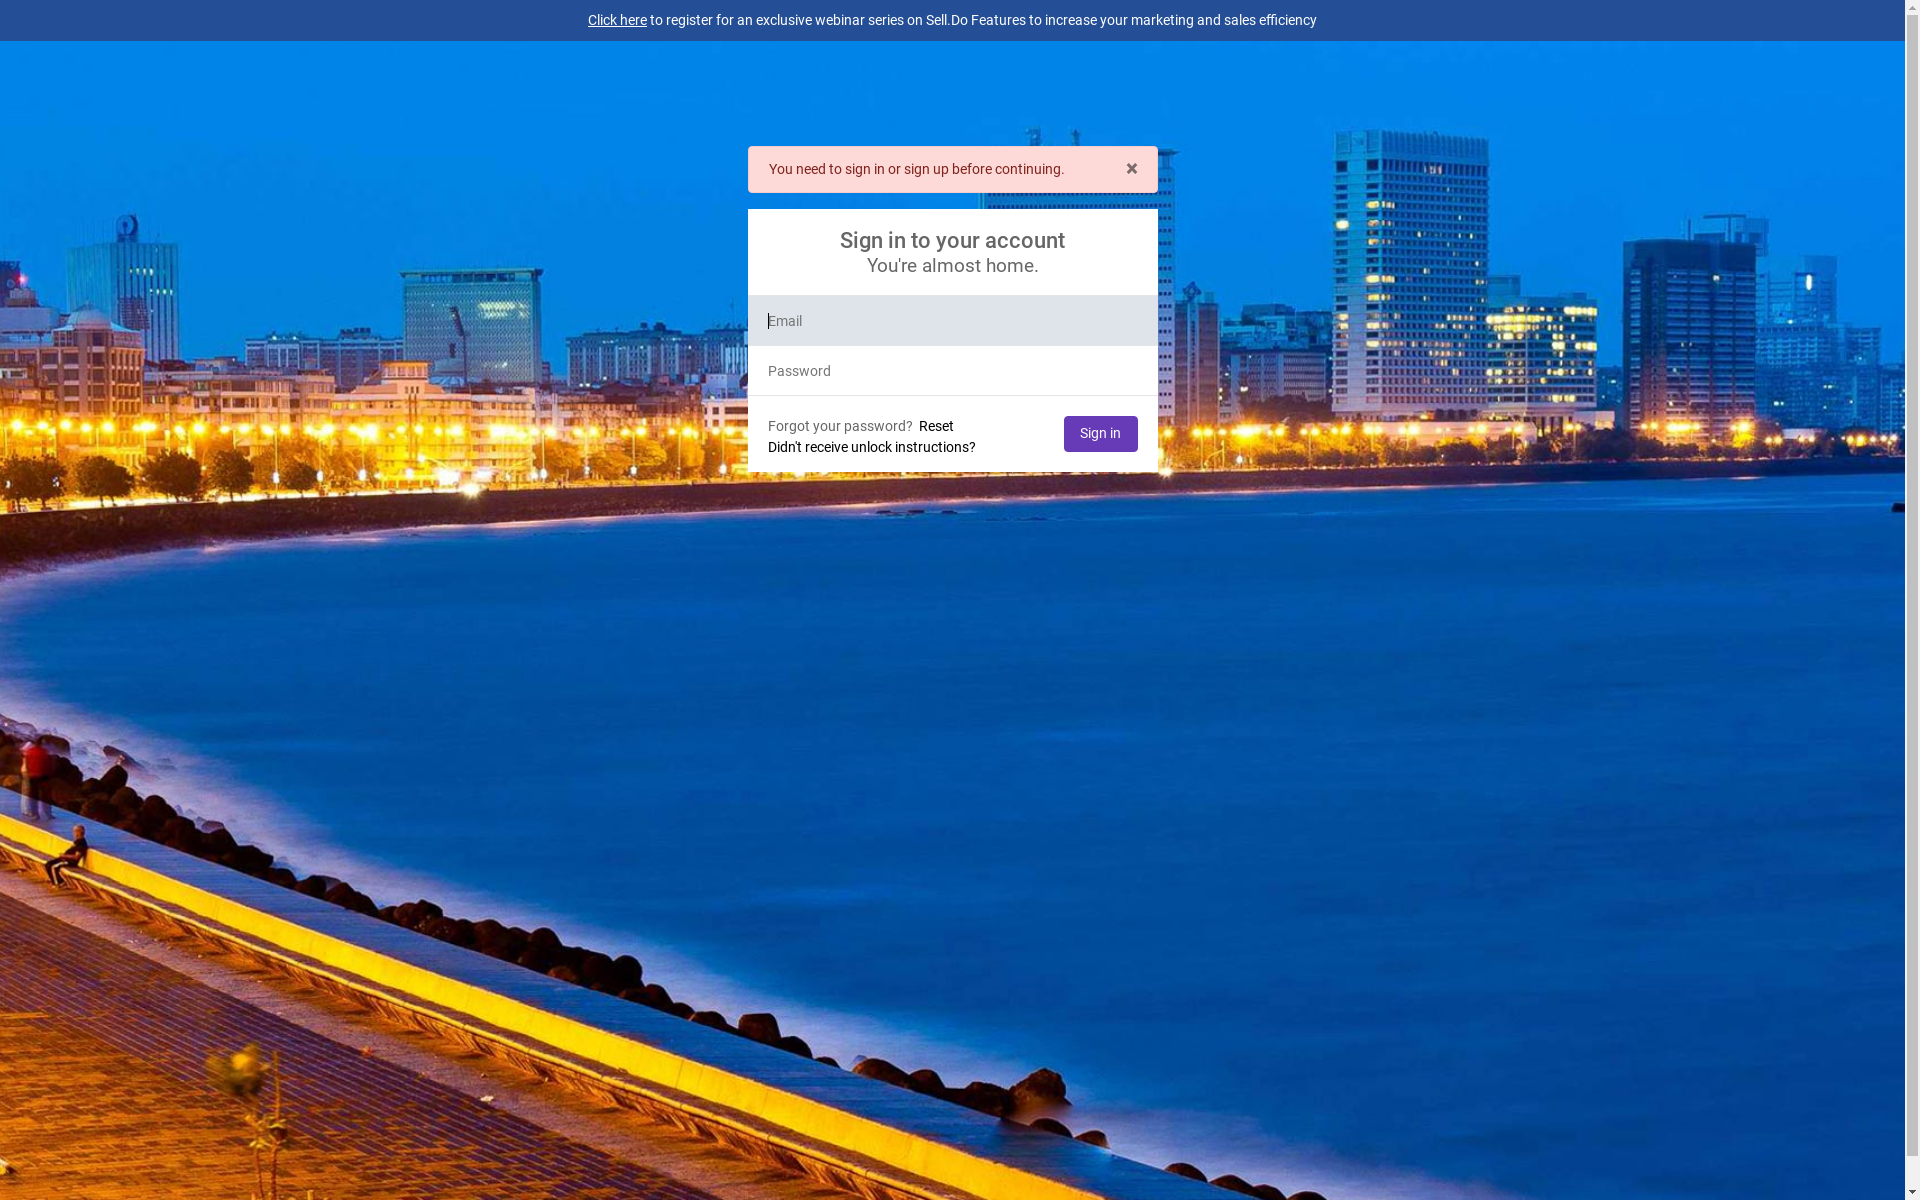 Click here to register for an exclusive webinar series on Sell.Do Features to increase your marketing and sales efficiency
You need to sign in or sign up before continuing. ×
Sign in to your account
You're almost home.
Email
Password
Forgot your password? Reset
Didn't receive unlock instructions?
Sign in